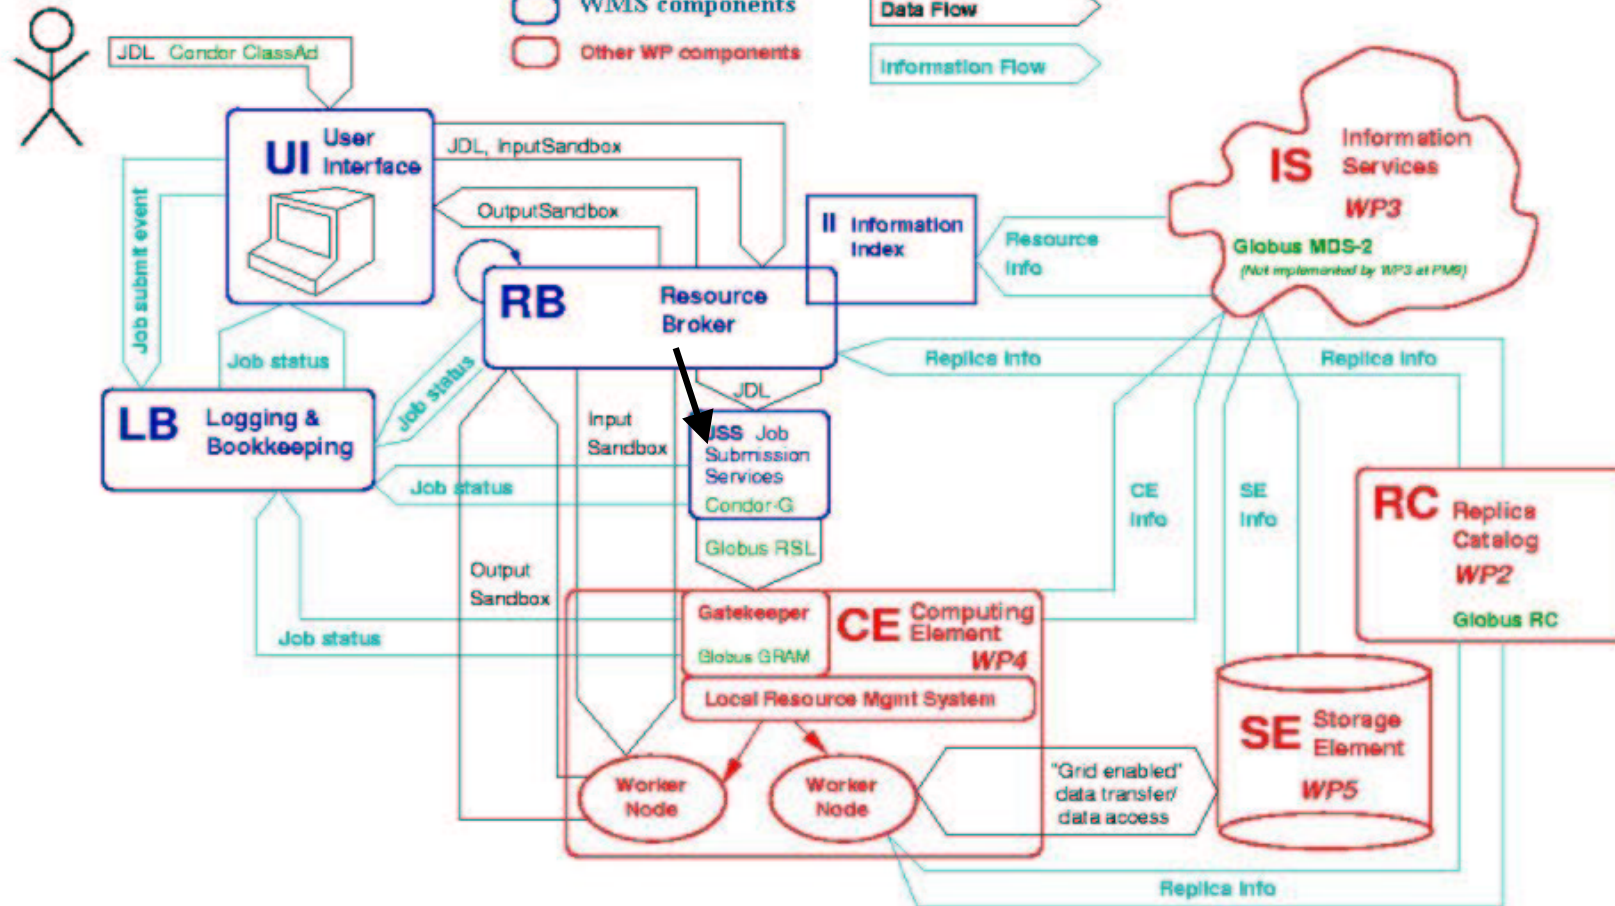 WMS components
Other WP components
Data Flow
Information Flow
JDL Condor ClassAd
UI User
Interface
JDL, InputSandbox
OutputSandbox
Job submit event
II Information
Index
Resource
Info
IS Information
Services
WP3
Globus MDS-2
(Not implemented by WP3 at PM9)
RB Resource
Broker
Job status
Job status
Replica Info
Replica Info
JDL
LB Logging &
Bookkeeping
Input
Sandbox
JSS Job
Submission
Services
Condor-G
Job status
Globus RSL
CE
Info
SE
Info
RC Replica
Catalog
WP2
Globus RC
Output
Sandbox
Job status
Gatekeeper
Globus GRAM
CE Computing
Element
WP4
Local Resource Mgmt System
Worker
Node
Worker
Node
"Grid enabled"
data transfer/
data access
SE Storage
Element
WP5
Replica Info